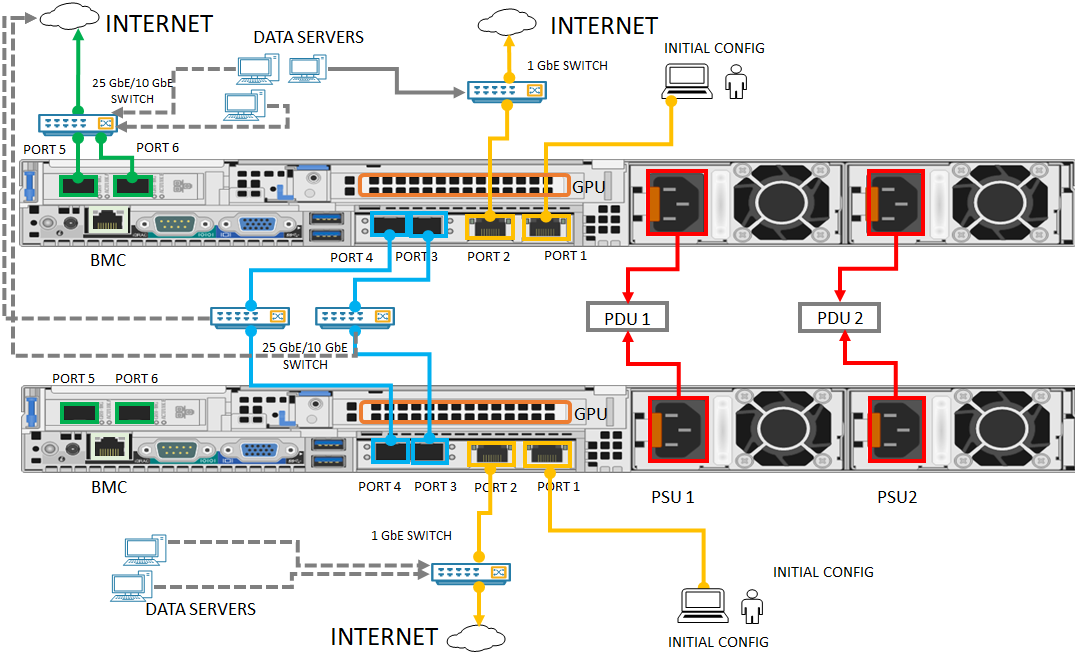 INTERNET
INTERNET
DATA SERVERS
INITIAL CONFIG
1 GbE SWITCH
25 GbE/10 GbE
SWITCH
PORT 5
PORT 6
GPU
BMC
PORT 4
PORT 3
PORT 2
PORT 1
PDU 1
PDU 2
25 GbE/10 GbE
SWITCH
PORT 5
PORT 6
GPU
BMC
PORT 4
PORT 3
PORT 2
PORT 1
PSU 1
PSU2
1 GbE SWITCH
DATA SERVERS
INITIAL CONFIG
INTERNET
INITIAL CONFIG